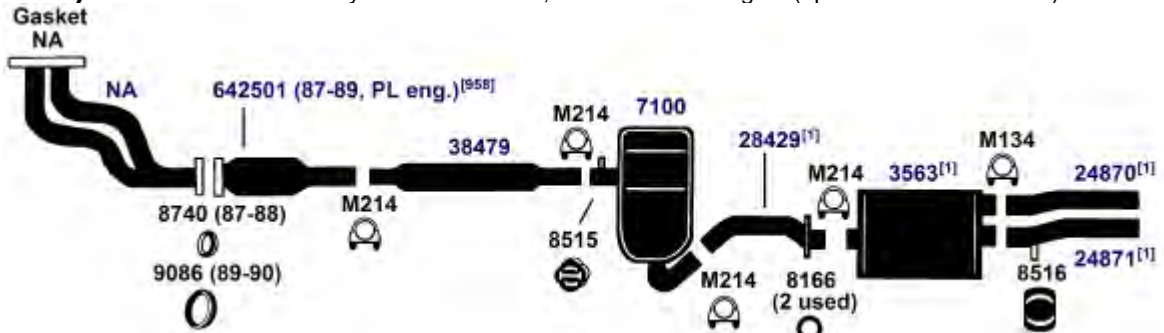 Gasket
NA
NA
642501 (87-89, PL eng.)[958]
8740 (87-88)
9086 (89-90)
M214
38479
M214
8515
7100
28429[1]
M214
M214
8166
(2 used)
3563[1]
M134
24870[1]
24871[1]
8516